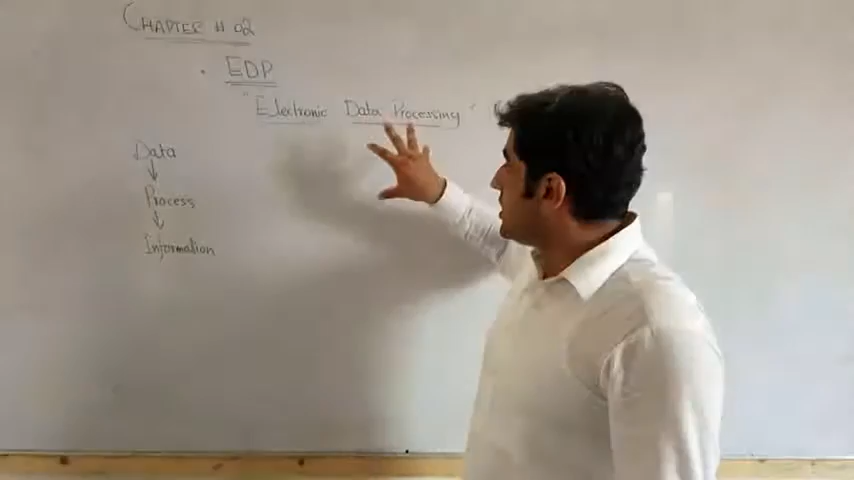 CHAPTER # 02
• EDP
"Electronic Data Processing"
Data
↓
Process
↓
Information